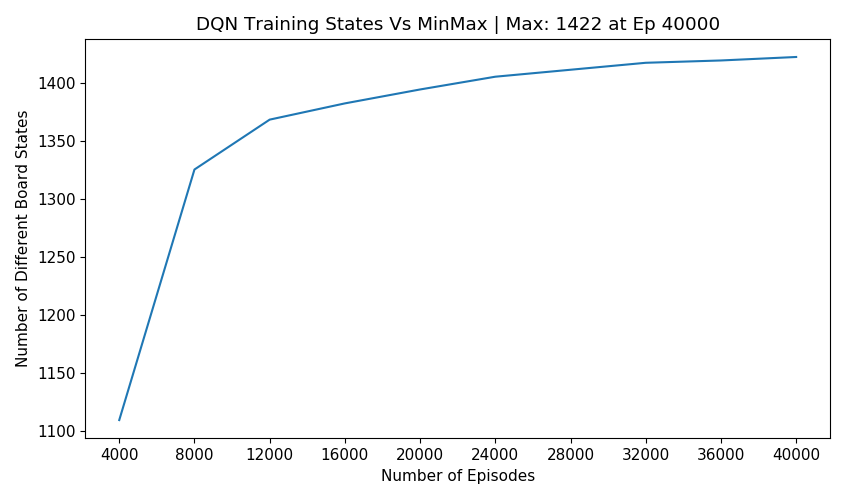 DQN Training States Vs MinMax | Max: 1422 at Ep 40000
Number of Different Board States
1400
1350
1300
1250
1200
1150
1100
4000 8000 12000 16000 20000 24000 28000 32000 36000 40000
Number of Episodes